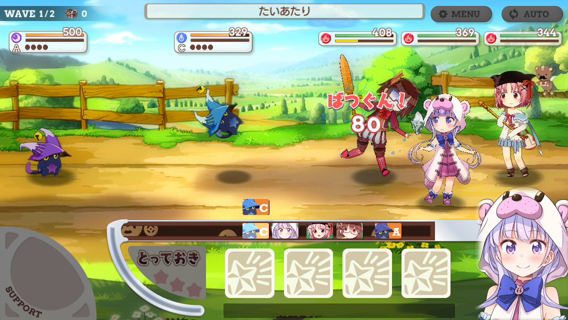 WAVE 1/2
0
たいあたり
MENU
AUTO
500
A
329
C
408
369
344
ばつぐん!
80
C
C
A
とっておき
SUPPORT